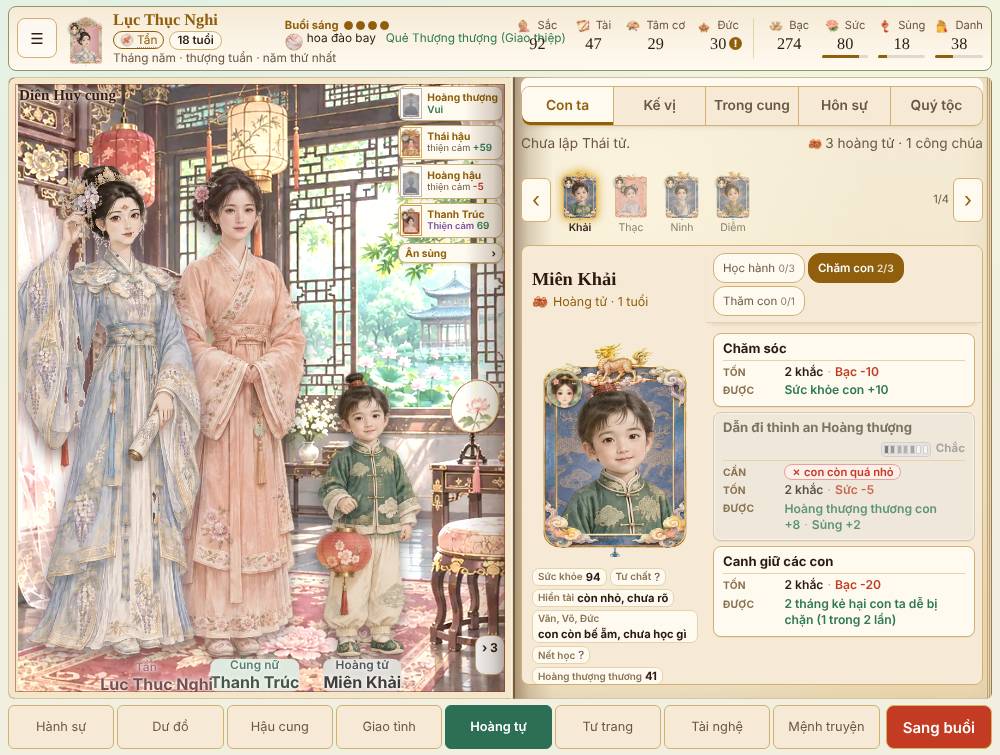 ☰
Lục Thục Nghi
Tần 18 tuổi
Tháng năm · thượng tuần · năm thứ nhất
Buổi sáng
hoa đào bay Quẻ Thượng thượng (Giao thiệp)
Sắc 92
Tài 47
Tâm cơ 29
Đức 30 !
Bạc 274
Sức 80
Sủng 18
Danh 38
Diên Huy cung
Hoàng thượng
Vui
Thái hậu
thiện cảm +59
Hoàng hậu
thiện cảm -5
Thanh Trúc
Thiện cảm 69
Ân sủng ›
› 3
Tần
Lục Thục Nghi
Cung nữ
Thanh Trúc
Hoàng tử
Miên Khải
Con ta
Kế vị
Trong cung
Hôn sự
Quý tộc
Chưa lập Thái tử.
3 hoàng tử · 1 công chúa
‹
Khải
Thạc
Ninh
Diễm
1/4
›
Miên Khải
Hoàng tử · 1 tuổi
Học hành 0/3
Chăm con 2/3
Thăm con 0/1
Sức khỏe 94
Tư chất ?
Hiền tài còn nhỏ, chưa rõ
Văn, Võ, Đức
con còn bế ẵm, chưa học gì
Nết học ?
Hoàng thượng thương 41
Chăm sóc
TỐN 2 khắc · Bạc -10
ĐƯỢC Sức khỏe con +10
Dẫn đi thỉnh an Hoàng thượng
Chắc
CẦN × con còn quá nhỏ
TỐN 2 khắc · Sức -5
ĐƯỢC Hoàng thượng thương con
+8 · Sủng +2
Canh giữ các con
TỐN 2 khắc · Bạc -20
ĐƯỢC 2 tháng kẻ hại con ta dễ bị
chặn (1 trong 2 lần)
Hành sự
Dư đồ
Hậu cung
Giao tình
Hoàng tự
Tư trang
Tài nghệ
Mệnh truyện
Sang buổi